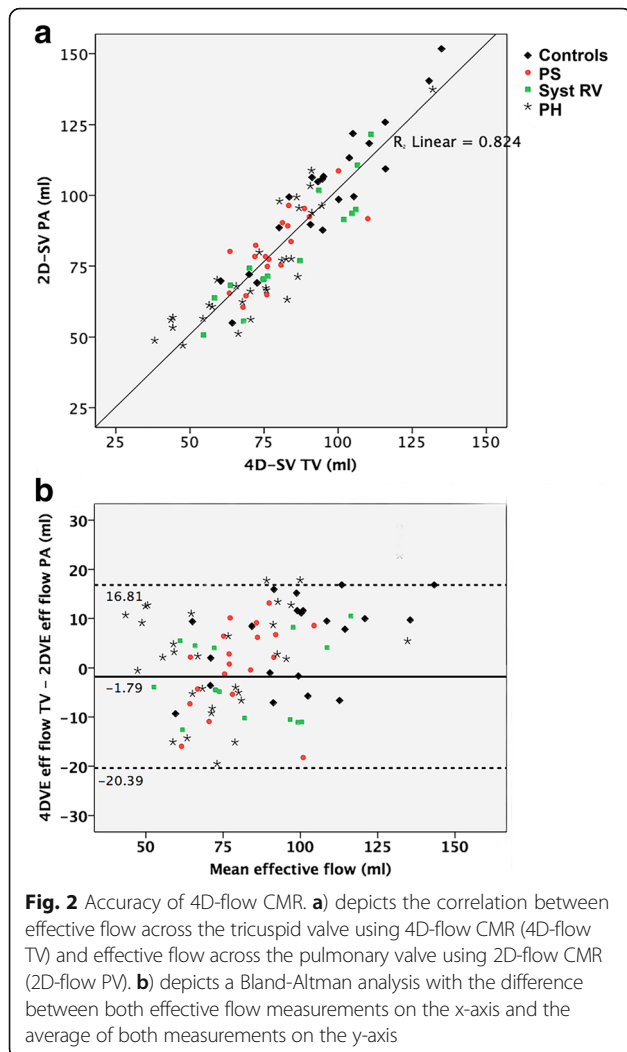 a
150
125
100
75
50
25
2D-SV PA (ml)
R₂ Linear = 0.824
25 50 75 100 125 150
4D-SV TV (ml)
Controls
PS
Syst RV
PH
b
30
20
10
0
-10
-20
-30
4DVE eff flow TV – 2DVE eff flow PA (ml)
16.81
-1.79
-20.39
50 75 100 125 150
Mean effective flow (ml)
Fig. 2 Accuracy of 4D-flow CMR. a) depicts the correlation between
effective flow across the tricuspid valve using 4D-flow CMR (4D-flow
TV) and effective flow across the pulmonary valve using 2D-flow CMR
(2D-flow PV). b) depicts a Bland-Altman analysis with the difference
between both effective flow measurements on the x-axis and the
average of both measurements on the y-axis